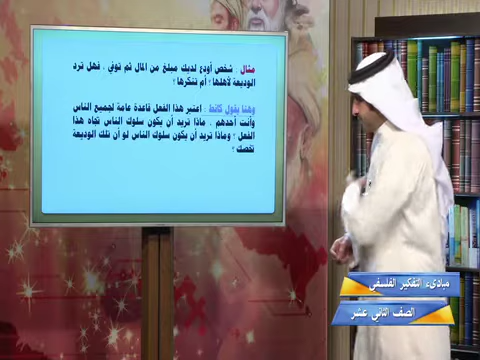 مثال : شخص أودع لديك مبلغ من المال ثم توفي ، فهل ترد
الوديعة لأهلها ؟ أم تنكرها ؟
وهنا يقول كانط : اعتبر هذا الفعل قاعدة عامة لجميع الناس
وأنت أحدهم . ماذا تريد أن يكون سلوك الناس تجاه هذا
الفعل ؟ وماذا تريد أن يكون سلوك الناس لو أن تلك الوديعة
تخصك ؟
مبادىء التفكير الفلسفي
الصف الثاني عشر